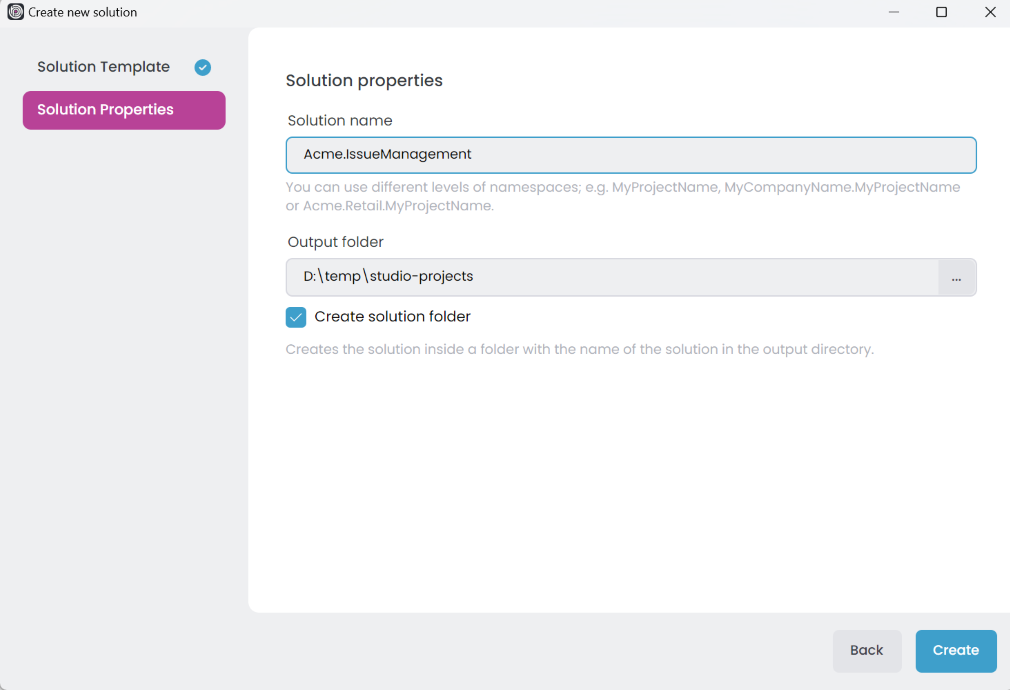 Create new solution
Solution Template
Solution Properties
Solution properties
Solution name
Acme.IssueManagement
You can use different levels of namespaces; e.g. MyProjectName, MyCompanyName.MyProjectName
or Acme.Retail.MyProjectName.
Output folder
D:\temp\studio-projects
...
Create solution folder
Creates the solution inside a folder with the name of the solution in the output directory.
Back
Create